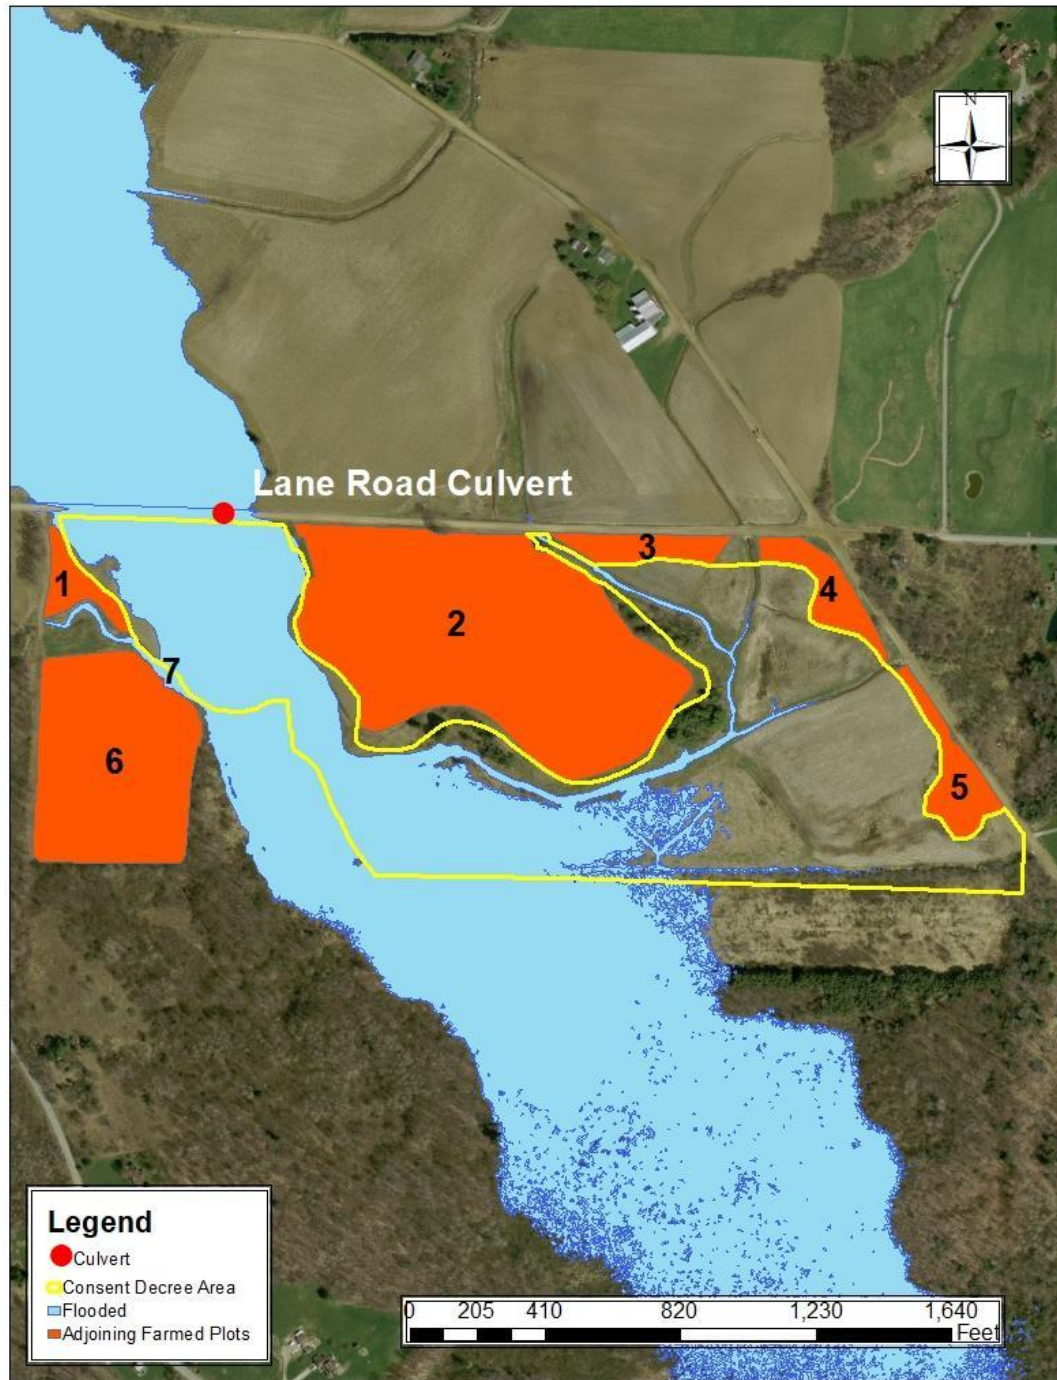 N
Lane Road Culvert
1
2
3
4
5
6
7
Legend
Culvert
Consent Decree Area
Flooded
Adjoining Farmed Plots
0 205 410 820 1,230 1,640
Feet